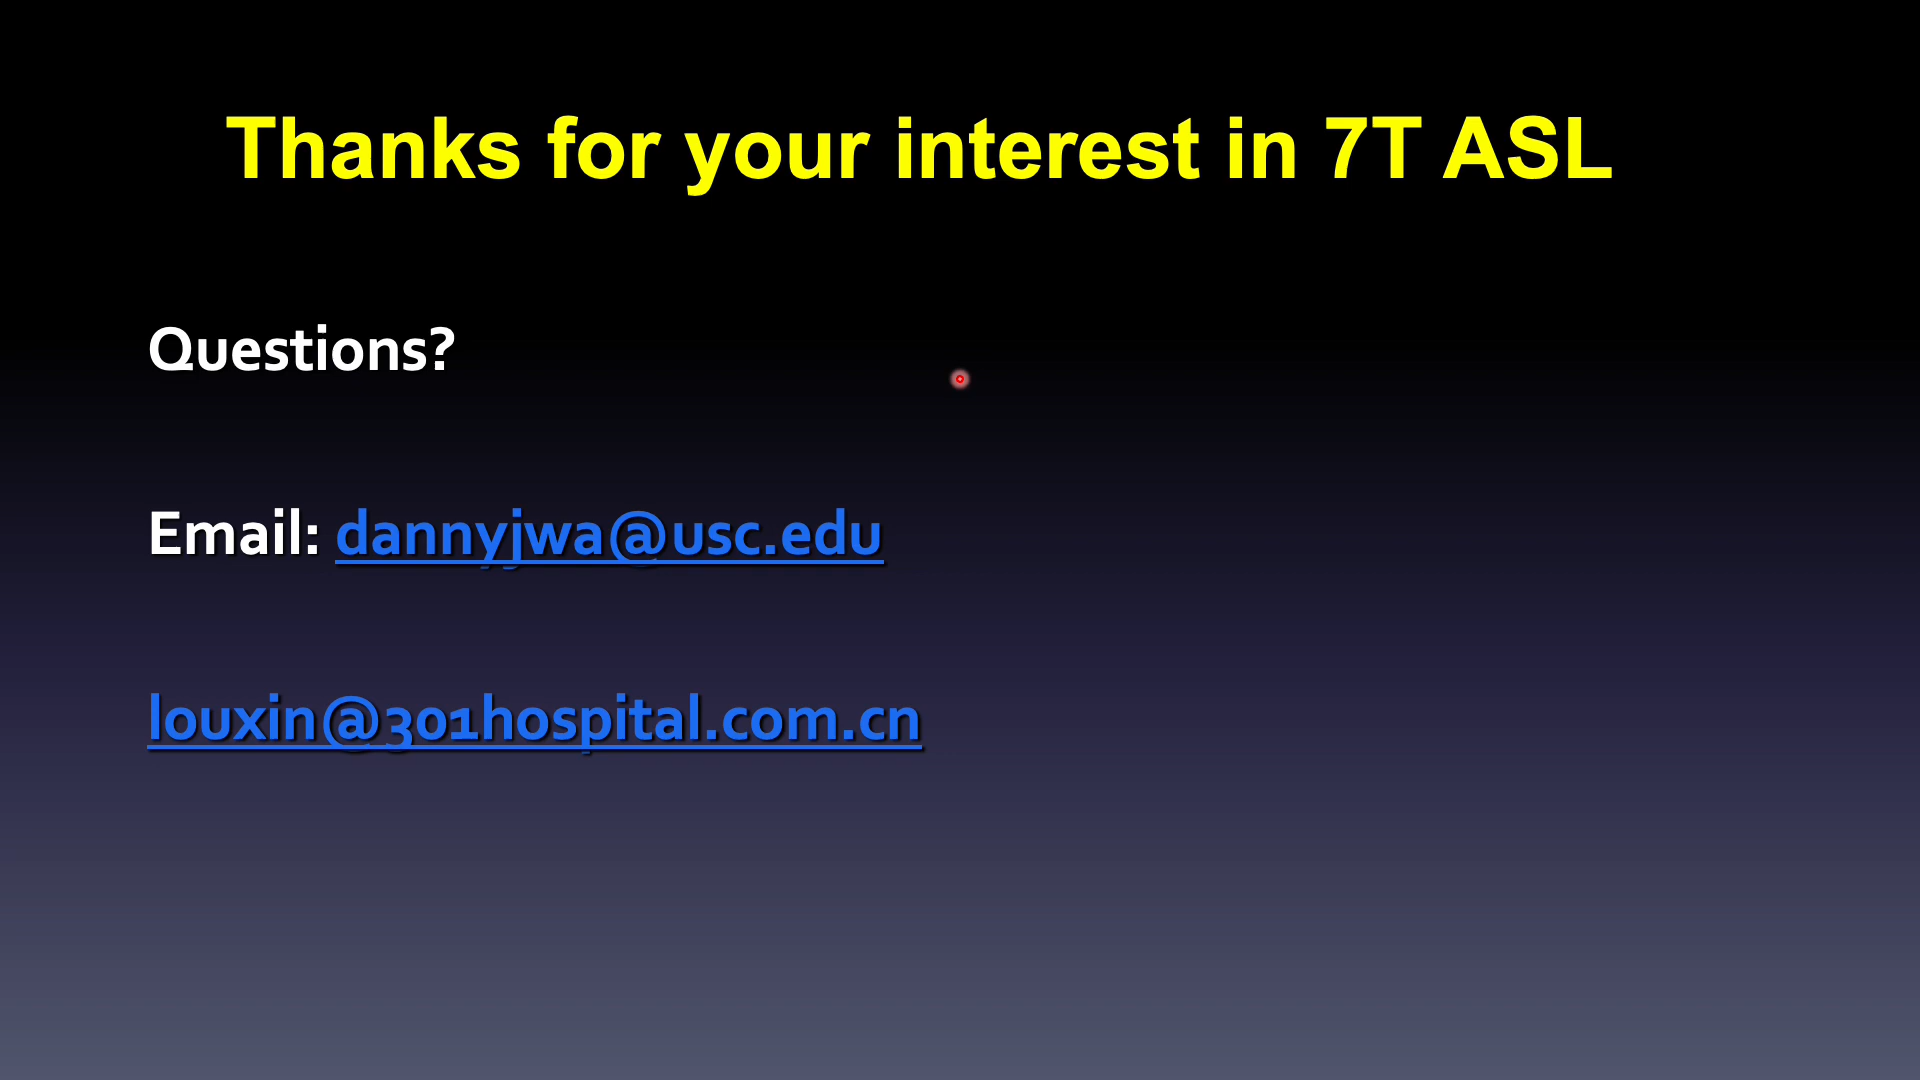 Thanks for your interest in 7T ASL
Questions?
Email: dannyjwa@usc.edu
louxin@301hospital.com.cn